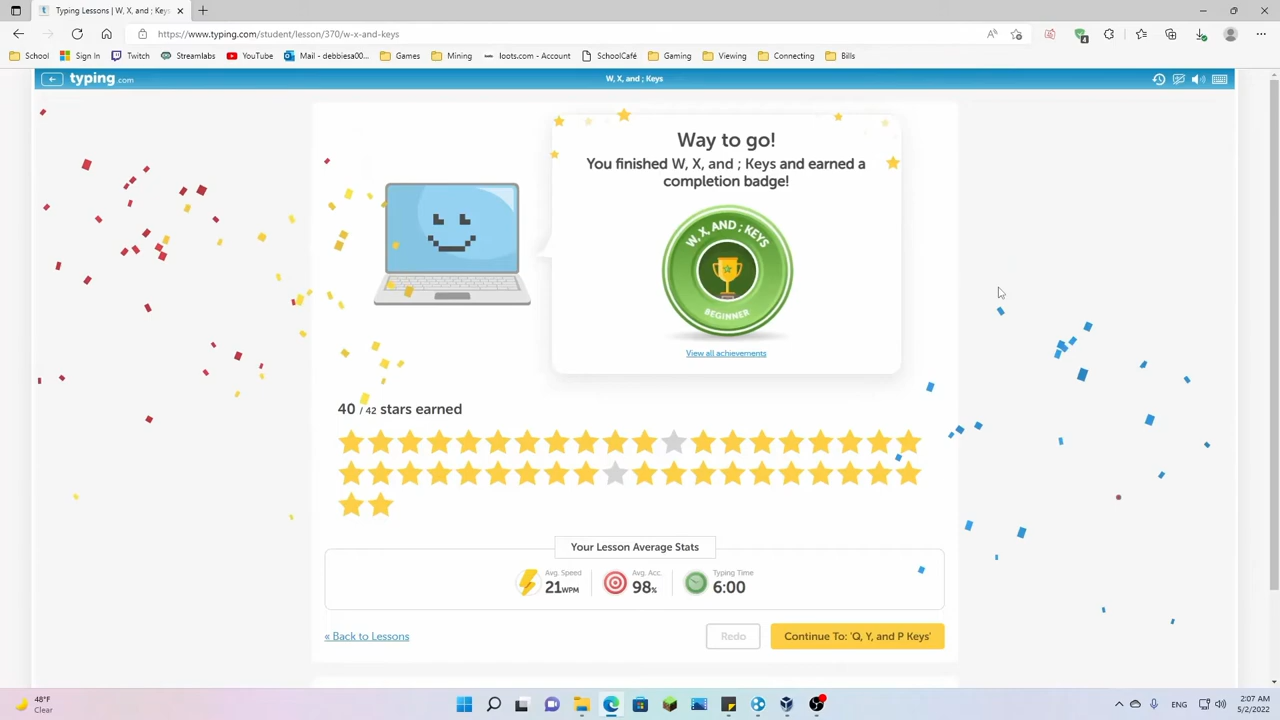 Typing Lessons | W, X, and ; Keys
https://www.typing.com/student/lesson/370/w-x-and-keys
School Sign In Twitch Streamlabs YouTube Mail - debbiesa00... Games Mining loots.com - Account SchoolCafé Gaming Viewing Connecting Bills
typing.com W, X, and ; Keys
Way to go!
You finished W, X, and ; Keys and earned a
completion badge!
W, X, AND ; KEYS
BEGINNER
View all achievements
40 / 42 stars earned
Your Lesson Average Stats
Avg. Speed Avg. Acc. Typing Time
21WPM 98% 6:00
« Back to Lessons Redo Continue To: 'Q, Y, and P Keys'
48°F
Clear
ENG
2:07 AM
5/2/2022